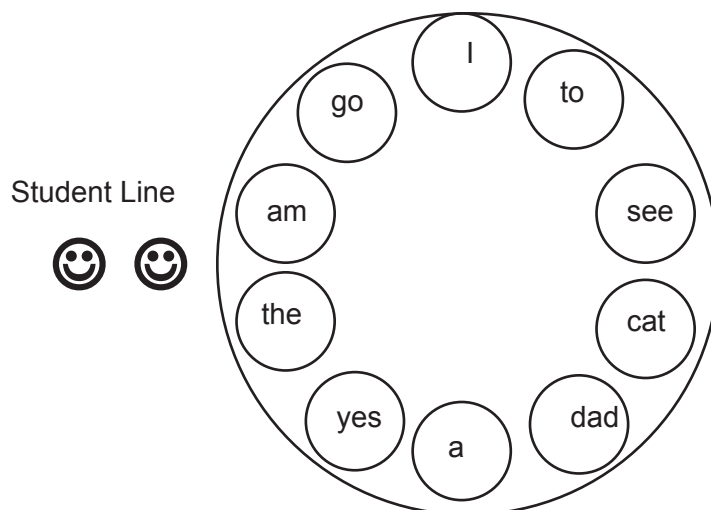 I
go
to
Student Line
am
see
the
cat
yes
a
dad